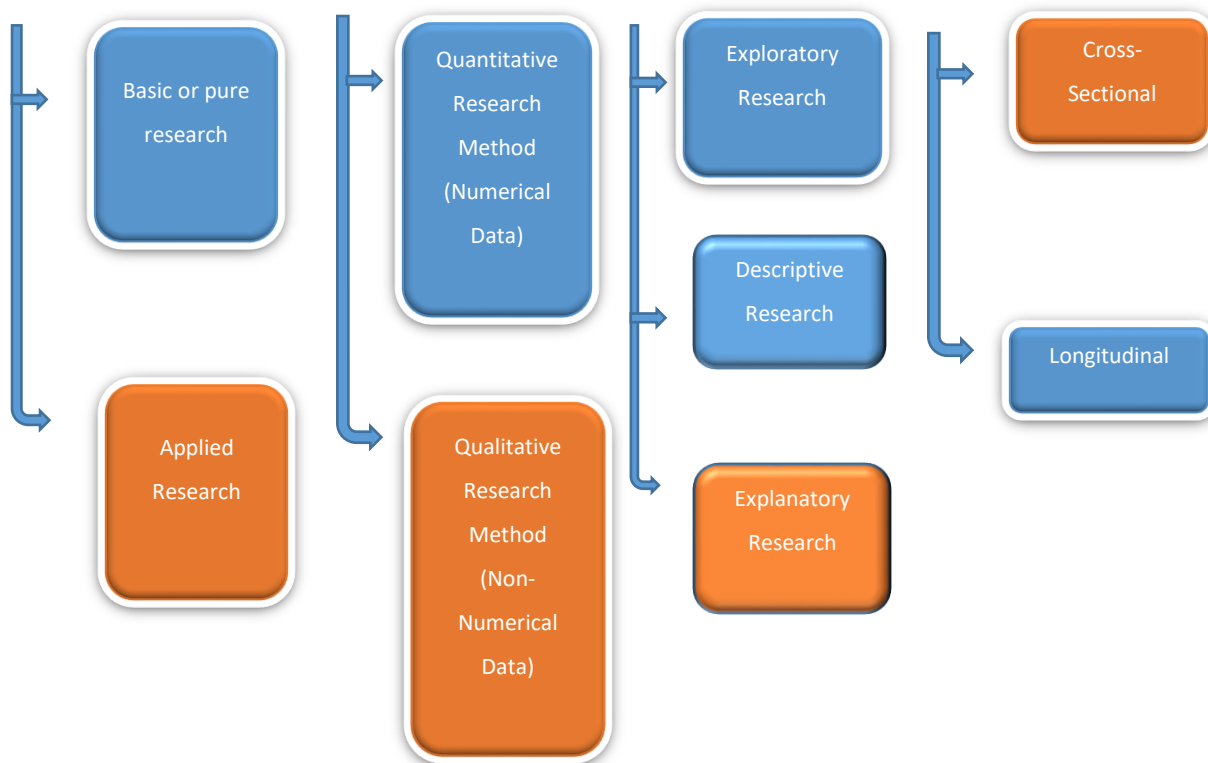 Basic or pure
research
Applied
Research
Quantitative
Research
Method
(Numerical
Data)
Qualitative
Research
Method
(Non-
Numerical
Data)
Exploratory
Research
Descriptive
Research
Explanatory
Research
Cross-
Sectional
Longitudinal